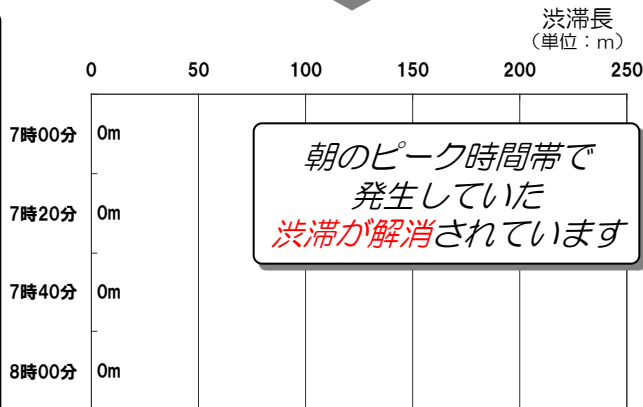 渋滞長
（単位：m）
0 50 100 150 200 250
7時00分 0m
朝のピーク時間帯で
発生していた
渋滞が解消されています
7時20分 0m
7時40分 0m
8時00分 0m